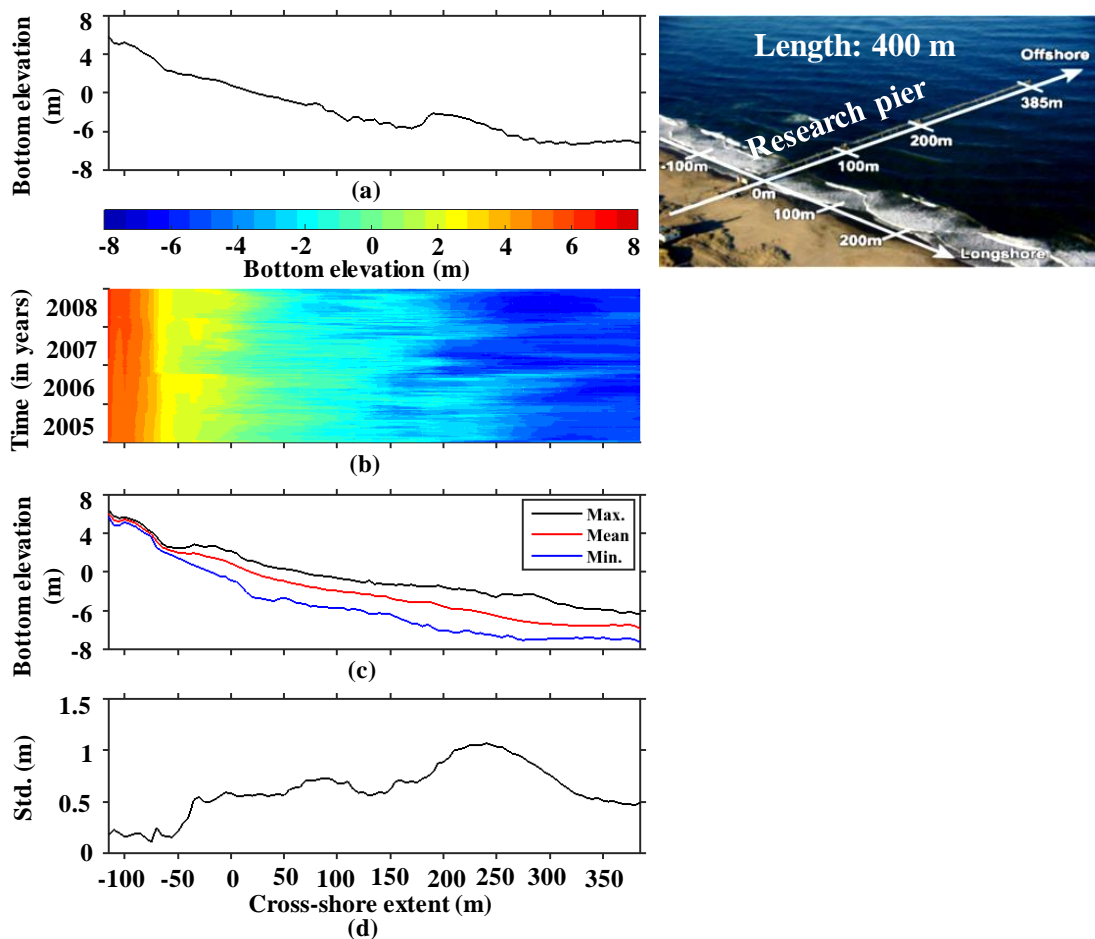 8
4
0
-6
-8
Bottom elevation
(m)
(a)
-8 -6 -4 -2 0 2 4 6 8
Bottom elevation (m)
Length: 400 m
Offshore
Research pier
385m
200m
100m
-100m
0m
100m
200m
Longshore
2008
2007
2006
2005
Time (in years)
(b)
8
4
0
-6
-8
Bottom elevation
(m)
Max.
Mean
Min.
(c)
1.5
1
0.5
0
Std. (m)
-100 -50 0 50 100 150 200 250 300 350
Cross-shore extent (m)
(d)